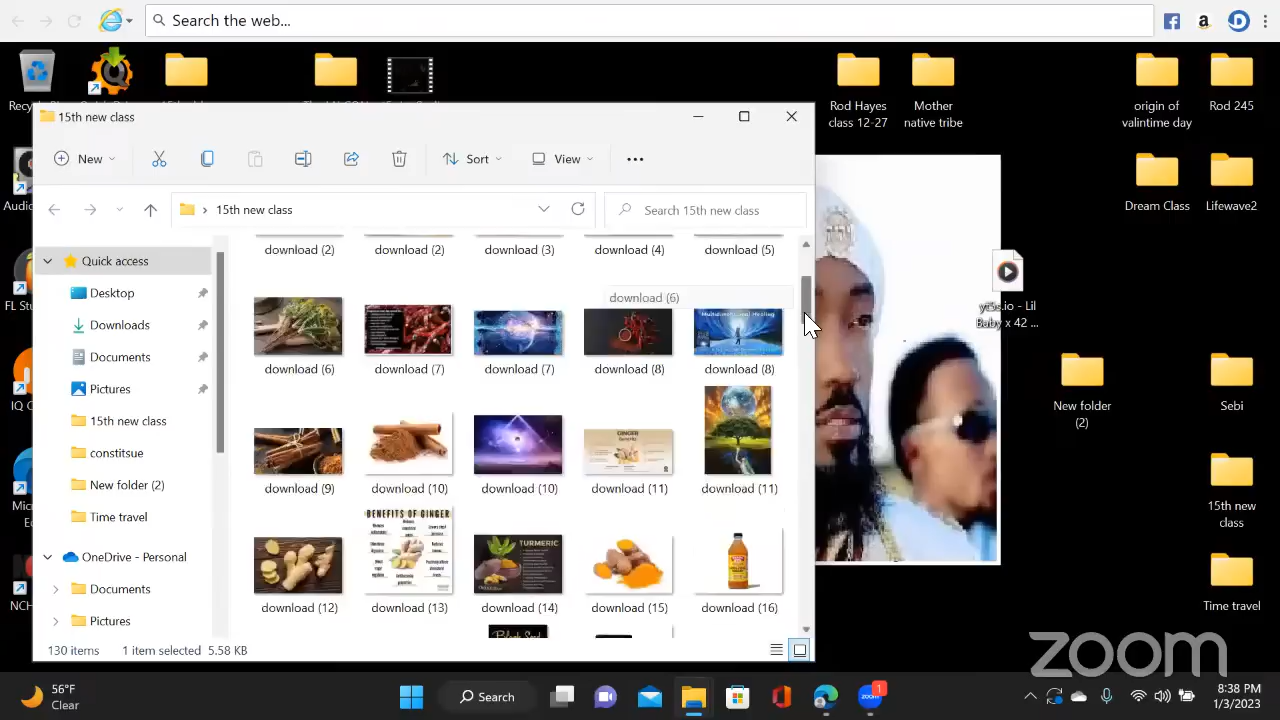 Search the web...
Rod Hayes
class 12-27
Mother
native tribe
origin of
valintime day
Rod 245
15th new class
New
Sort
View
15th new class
Search 15th new class
Dream Class
Lifewave2
Quick access
download (2)
download (2)
download (3)
download (4)
download (5)
Desktop
download (6)
Downloads
Documents
download (6)
download (7)
download (7)
download (8)
download (8)
Pictures
New folder
(2)
Sebi
15th new class
constitsue
New folder (2)
GINGER
download (9)
download (10)
download (10)
download (11)
download (11)
Time travel
BENEFITS OF GINGER
15th new
class
TURMERIC
OneDrive - Personal
Documents
download (12)
download (13)
download (14)
download (15)
download (16)
Time travel
Pictures
130 items
1 item selected 5.58 KB
zoom
56°F
Clear
Search
zoom
1
8:38 PM
1/3/2023